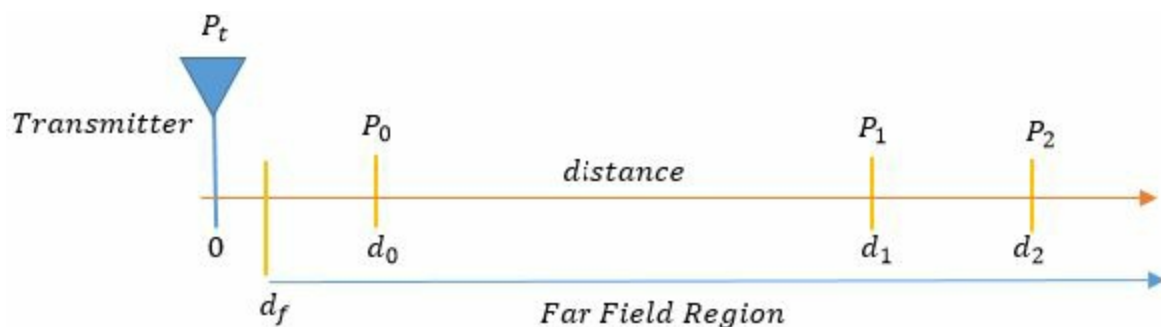 P_t
Transmitter
P_0 P_1 P_2
distance
0 d_0 d_1 d_2
d_f Far Field Region